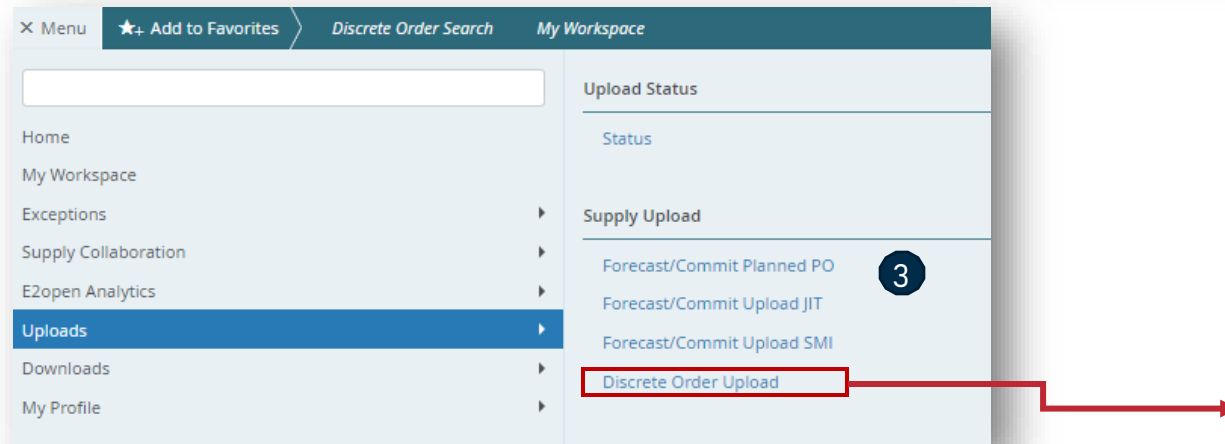 × Menu ★+ Add to Favorites Discrete Order Search My Workspace
Home
My Workspace
Exceptions
Supply Collaboration
E2open Analytics
Uploads
Downloads
My Profile
Upload Status
Status
Supply Upload
Forecast/Commit Planned PO
3
Forecast/Commit Upload JIT
Forecast/Commit Upload SMI
Discrete Order Upload